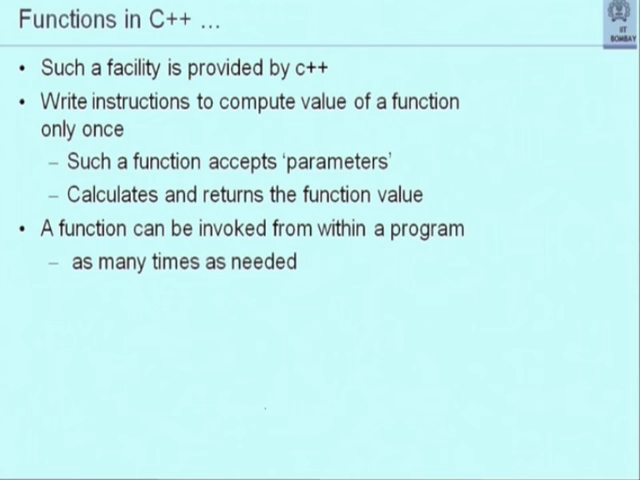 Functions in C++ ...
IIT
BOMBAY
• Such a facility is provided by c++
• Write instructions to compute value of a function
only once
– Such a function accepts 'parameters'
– Calculates and returns the function value
• A function can be invoked from within a program
– as many times as needed